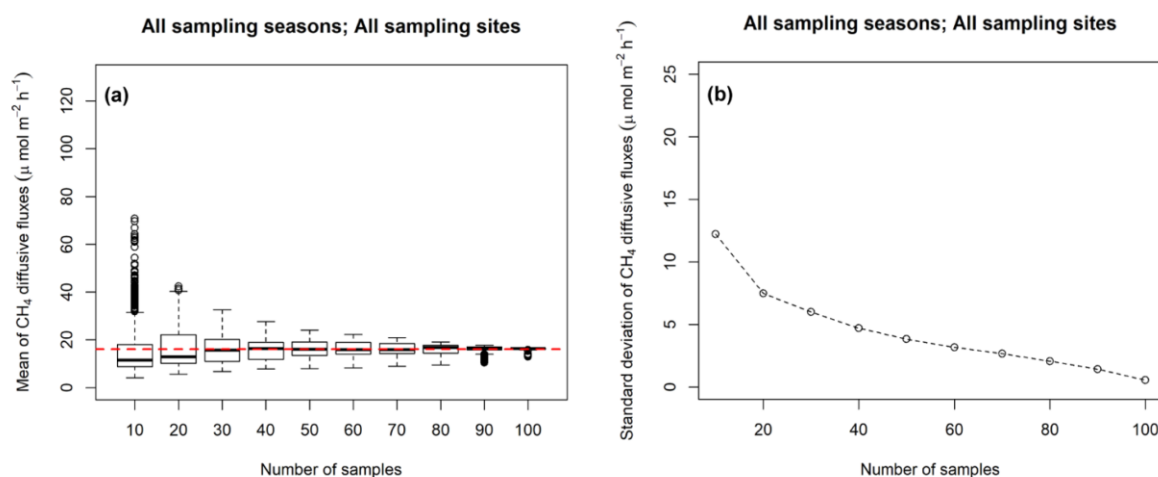 All sampling seasons; All sampling sites
(a)
Mean of CH₄ diffusive fluxes (μ mol m⁻² h⁻¹)
120
100
80
60
40
20
0
10 20 30 40 50 60 70 80 90 100
Number of samples
All sampling seasons; All sampling sites
(b)
Standard deviation of CH₄ diffusive fluxes (μ mol m⁻² h⁻¹)
25
20
15
10
5
0
20 40 60 80 100
Number of samples